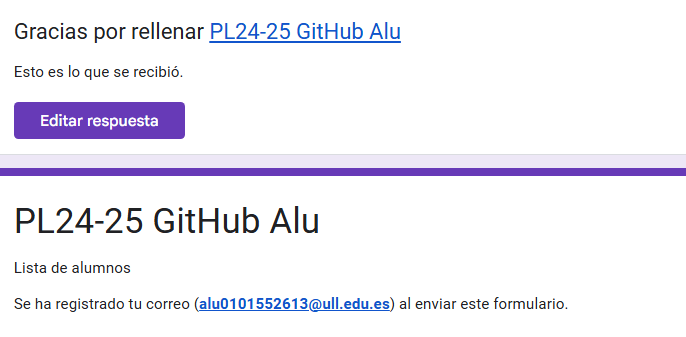 Gracias por rellenar PL24-25 GitHub Alu
Esto es lo que se recibió.
Editar respuesta
PL24-25 GitHub Alu
Lista de alumnos
Se ha registrado tu correo (alu0101552613@ull.edu.es) al enviar este formulario.